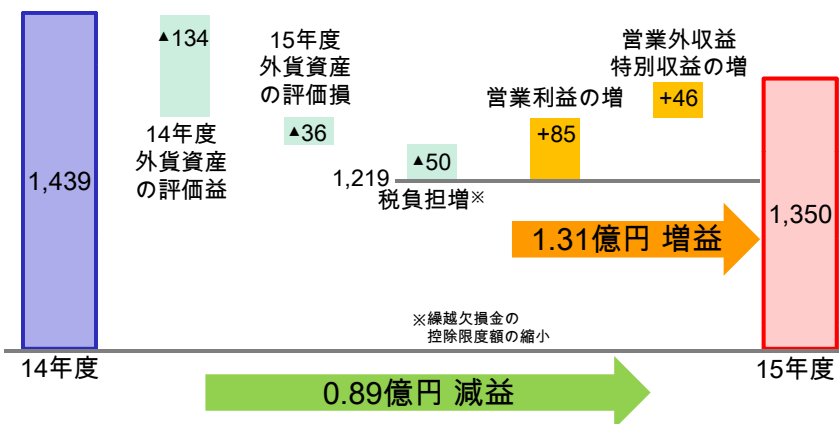 1,439
▲134
14年度
外貨資産
の評価益
15年度
外貨資産
の評価損
▲36
1,219
▲50
税負担増※
営業利益の増
+85
営業外収益
特別収益の増
+46
1.31億円 増益
1,350
※繰越欠損金の
控除限度額の縮小
14年度
15年度
0.89億円 減益